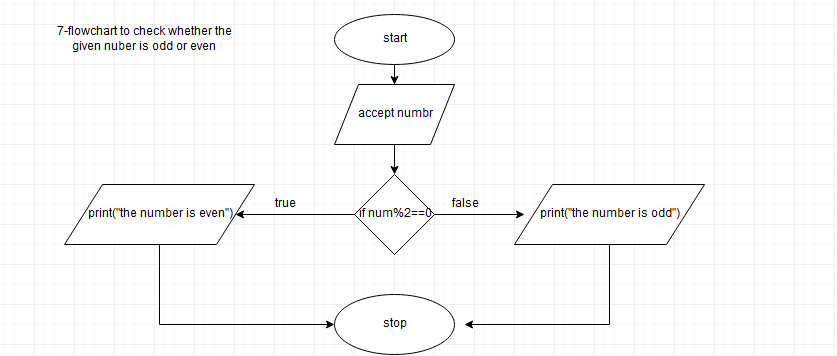 7-flowchart to check whether the
given nuber is odd or even
start
accept numbr
true
false
print("the number is even")
if num%2==0
print("the number is odd")
stop